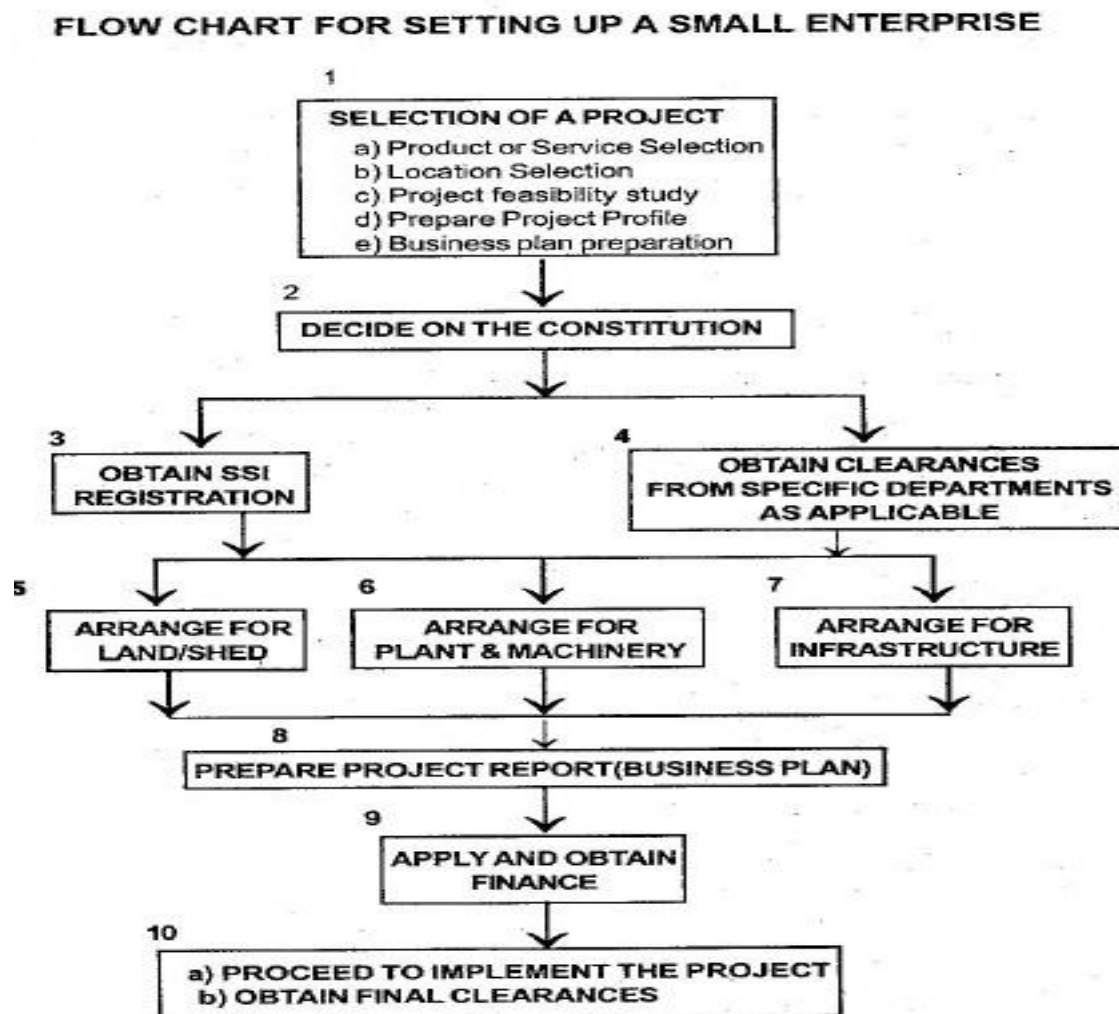 FLOW CHART FOR SETTING UP A SMALL ENTERPRISE
1
SELECTION OF A PROJECT
a) Product or Service Selection
b) Location Selection
c) Project feasibility study
d) Prepare Project Profile
e) Business plan preparation
2
DECIDE ON THE CONSTITUTION
3
OBTAIN SSI
REGISTRATION
4
OBTAIN CLEARANCES
FROM SPECIFIC DEPARTMENTS
AS APPLICABLE
5
ARRANGE FOR
LAND/SHED
6
ARRANGE FOR
PLANT & MACHINERY
7
ARRANGE FOR
INFRASTRUCTURE
8
PREPARE PROJECT REPORT(BUSINESS PLAN)
9
APPLY AND OBTAIN
FINANCE
10
a) PROCEED TO IMPLEMENT THE PROJECT
b) OBTAIN FINAL CLEARANCES